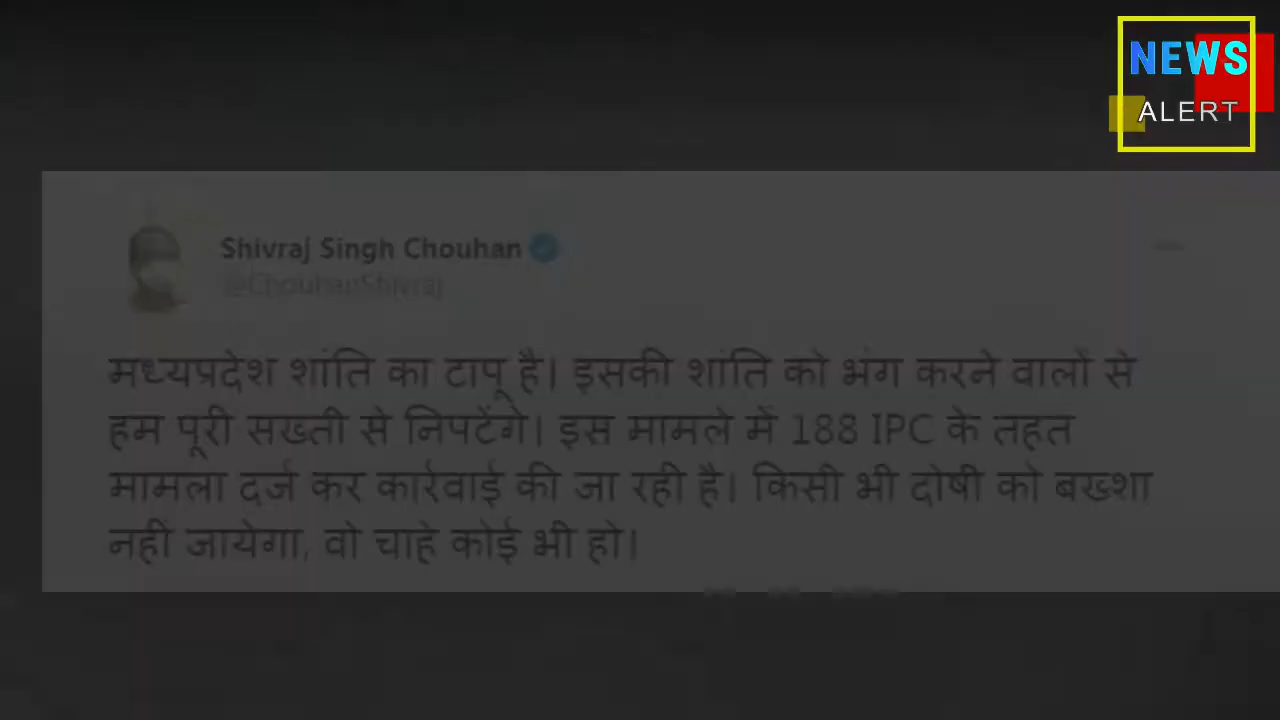 NEWS
ALERT
Shivraj Singh Chouhan
@ChouhanShivraj
मध्यप्रदेश शांति का टापू है। इसकी शांति को भंग करने वालों से
हम पूरी सख्ती से निपटेंगे। इस मामले में 188 IPC के तहत
मामला दर्ज कर कार्रवाई की जा रही है। किसी भी दोषी को बख्शा
नहीं जायेगा, वो चाहे कोई भी हो।